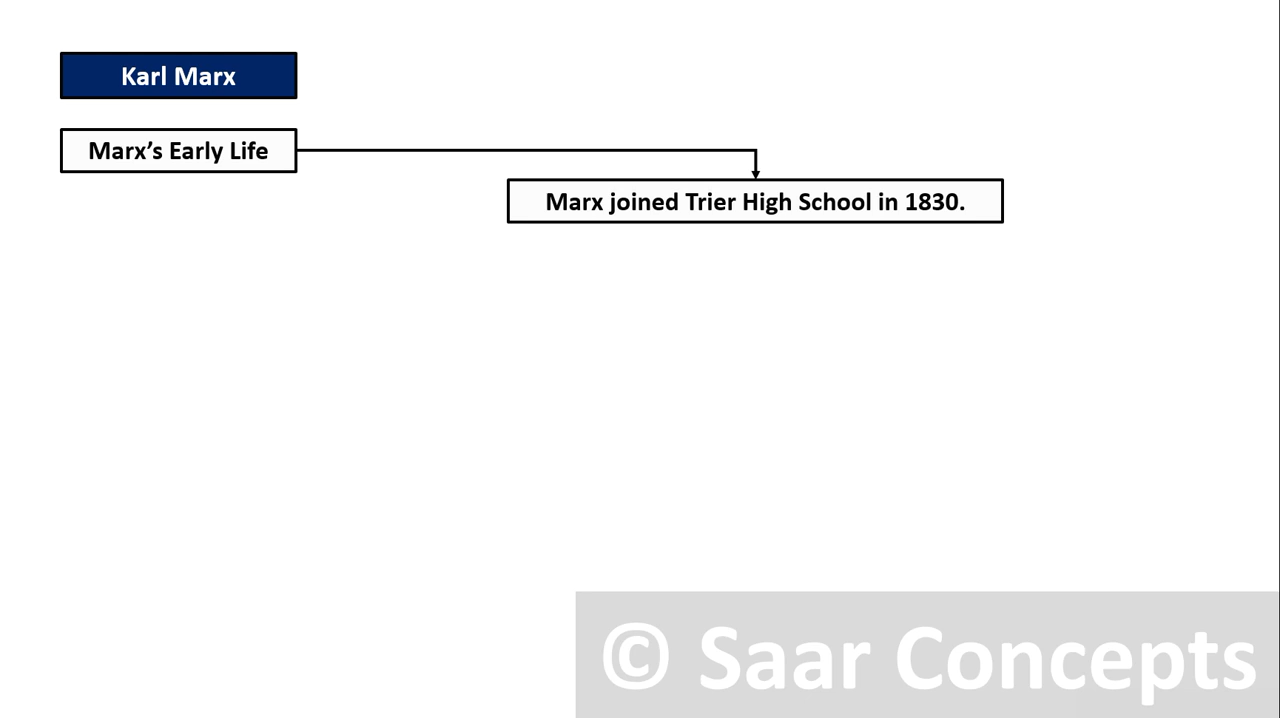 Karl Marx
Marx’s Early Life
Marx joined Trier High School in 1830.
© Saar Concepts